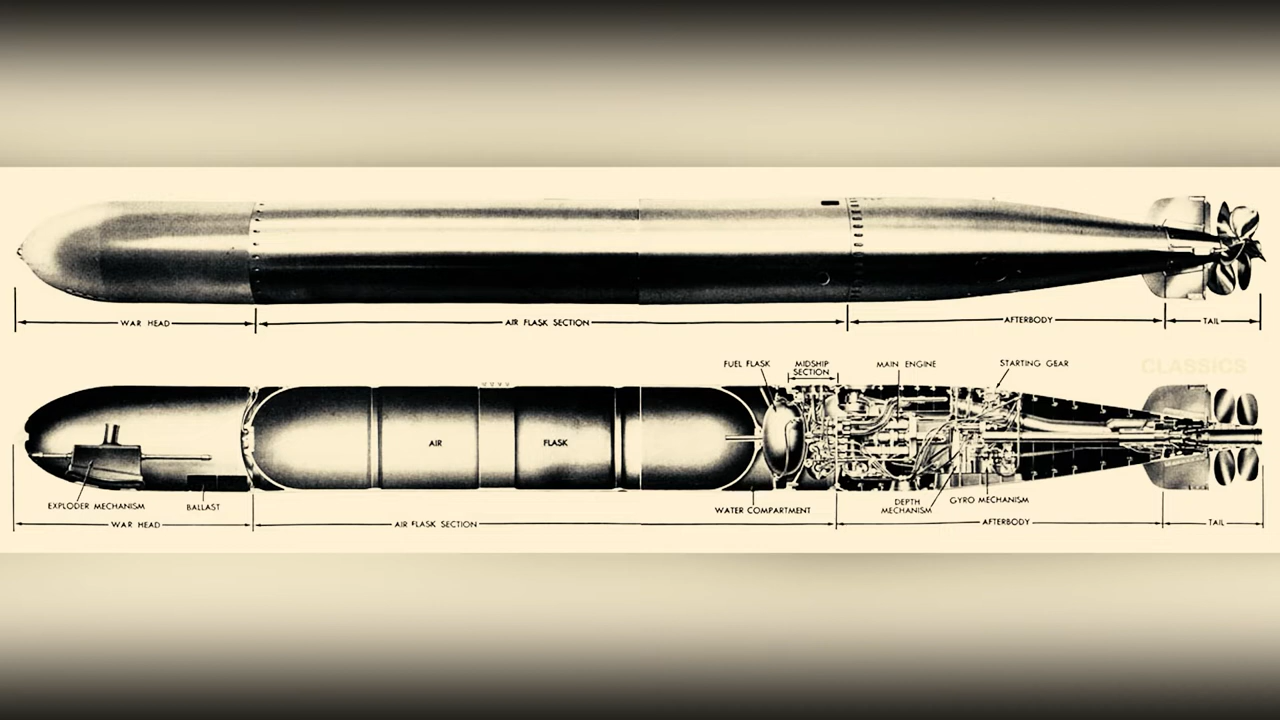 WAR HEAD
AIR FLASK SECTION
AFTERBODY
TAIL
CLASSICS
FUEL FLASK
MIDSHIP
SECTION
MAIN ENGINE
STARTING GEAR
AIR
FLASK
EXPLODER MECHANISM
BALLAST
WATER COMPARTMENT
DEPTH
MECHANISM
GYRO MECHANISM
WAR HEAD
AIR FLASK SECTION
AFTERBODY
TAIL